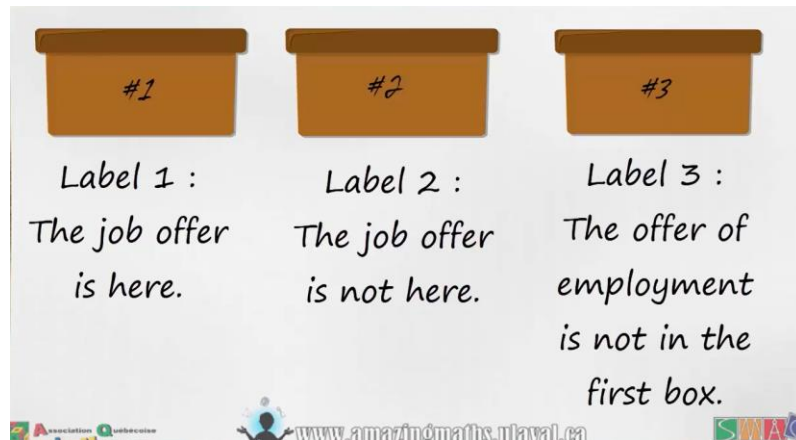 #1
#2
#3
Label 1 :
The job offer
is here.
Label 2 :
The job offer
is not here.
Label 3 :
The offer of
employment
is not in the
first box.
Association Québécoise
www.amazingmaths.ulaval.ca